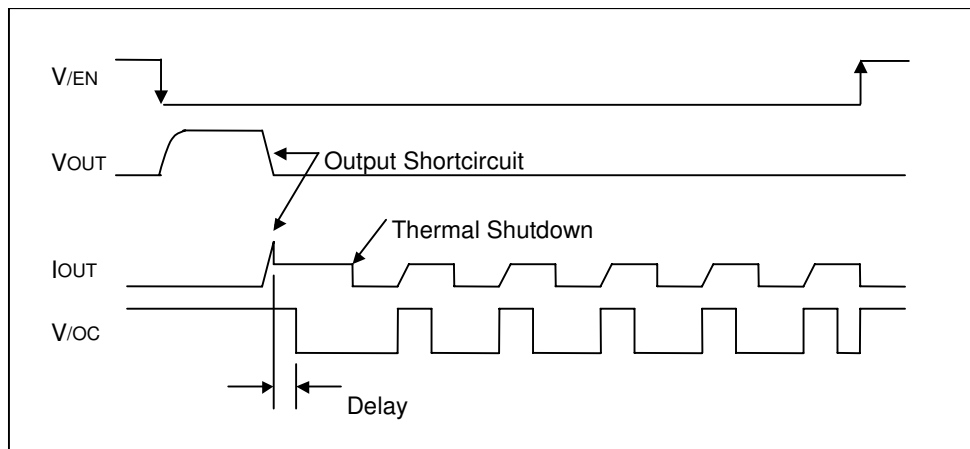 V/EN
VOUT
Output Shortcircuit
Thermal Shutdown
IOUT
V/OC
Delay